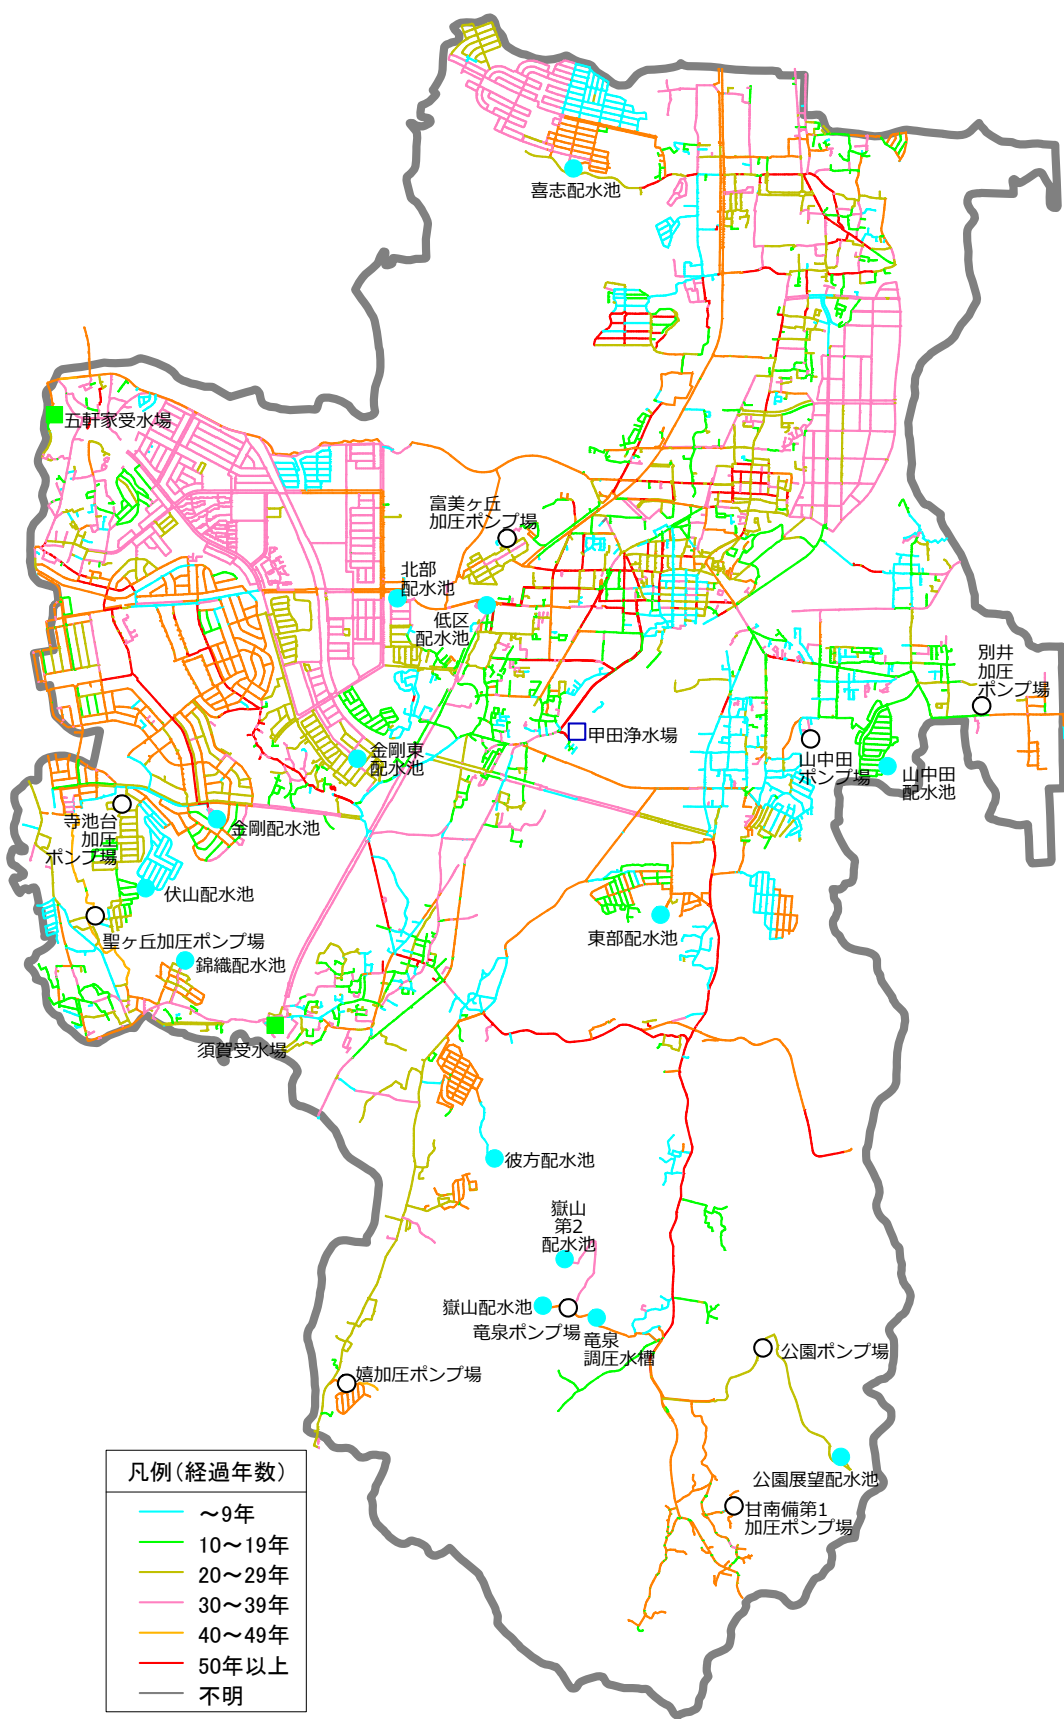 喜志配水池
五軒家受水場
富美ヶ丘
加圧ポンプ場
北部
配水池
低区
配水池
別井
加圧
ポンプ場
甲田浄水場
金剛東
配水池
山中田
ポンプ場
山中田
配水池
寺池台
加圧
ポンプ場
金剛配水池
伏山配水池
聖ヶ丘加圧ポンプ場
錦織配水池
東部配水池
須賀受水場
彼方配水池
嶽山
第2
配水池
嶽山配水池
竜泉ポンプ場
竜泉
調圧水槽
公園ポンプ場
嬉加圧ポンプ場
公園展望配水池
甘南備第1
加圧ポンプ場
凡例(経過年数)
～9年
10～19年
20～29年
30～39年
40～49年
50年以上
不明